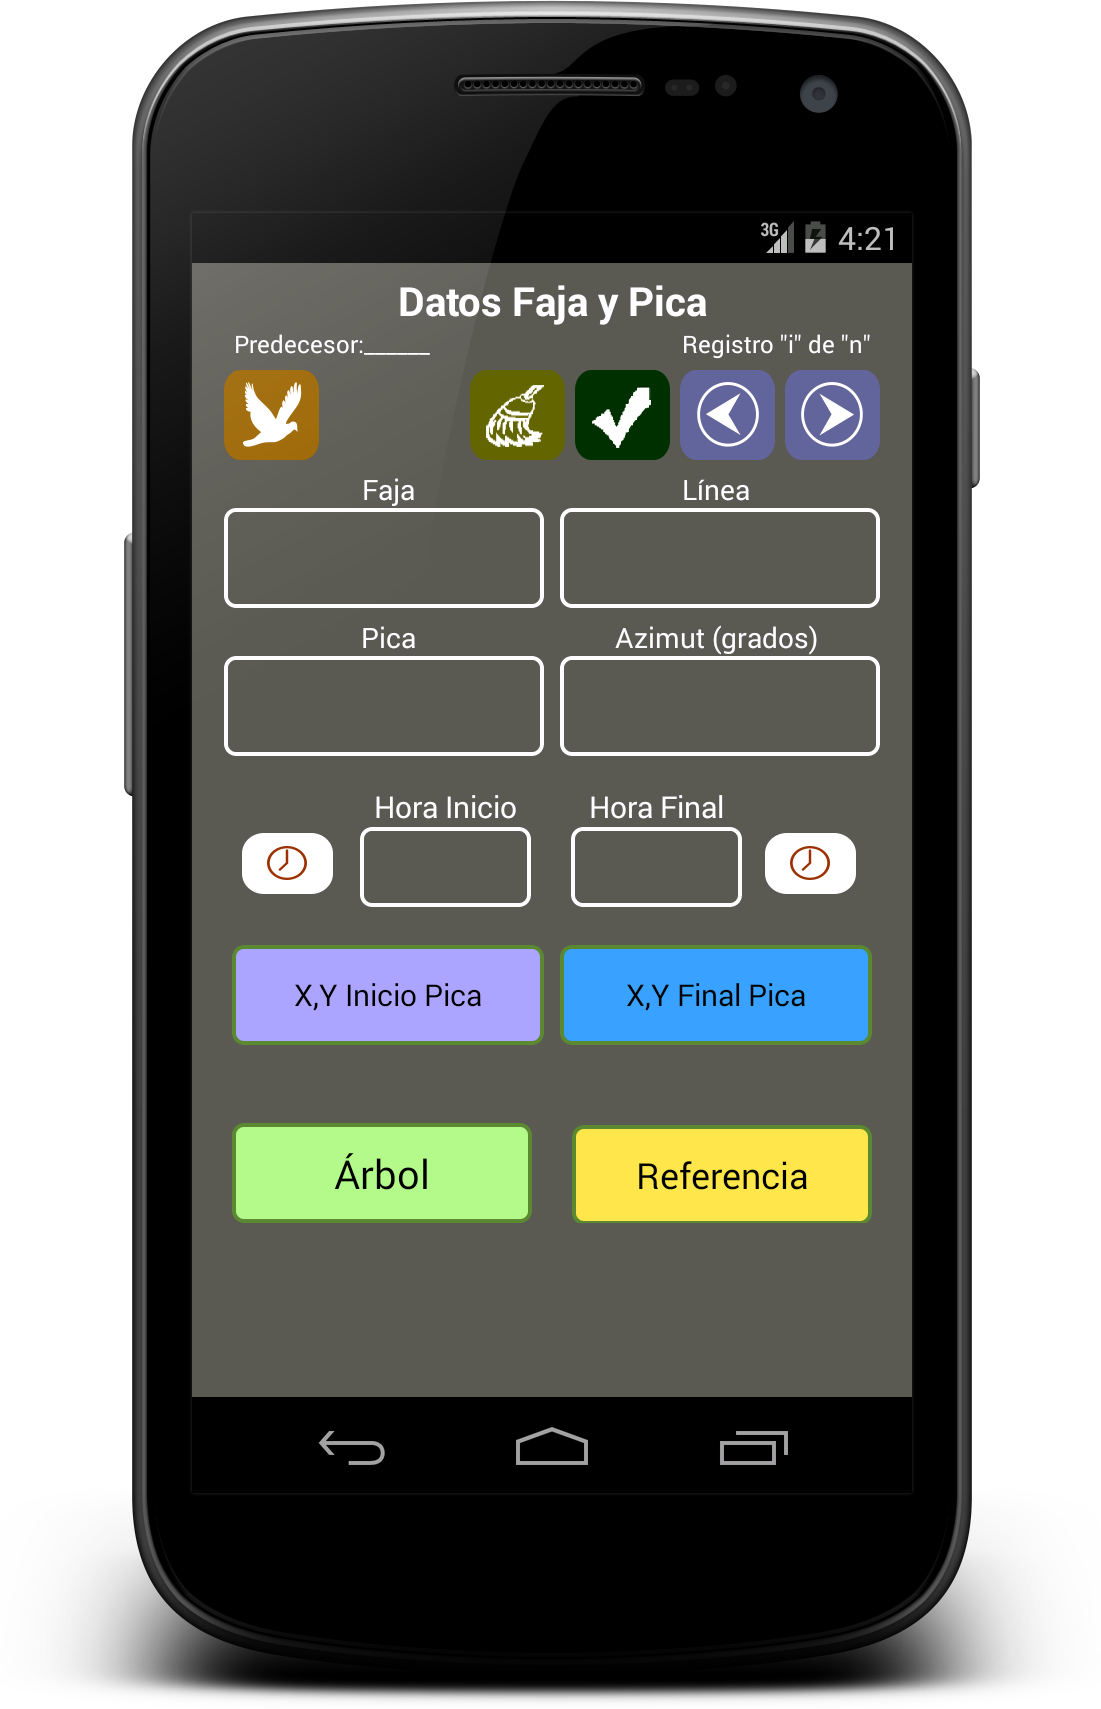 3G 4:21
Datos Faja y Pica
Predecesor:______ Registro "i" de "n"
Faja Línea
Pica Azimut (grados)
Hora Inicio Hora Final
X,Y Inicio Pica X,Y Final Pica
Árbol Referencia